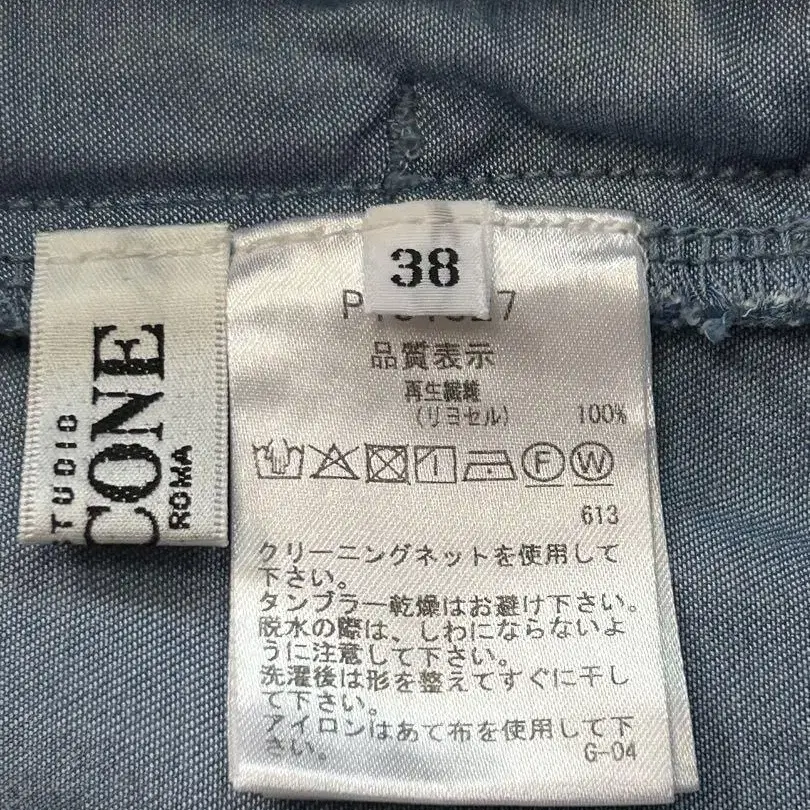 STUDIO
CONE
ROMA
38
品質表示
再生繊維
(リヨセル) 100%
F W
613
クリーニングネットを使用して
下さい。
タンブラー乾燥はお避け下さい。
脱水の際は、しわにならないよ
うに注意して下さい。
洗濯後は形を整えてすぐに干し
て下さい。
アイロンはあて布を使用して下
さい。
G-04